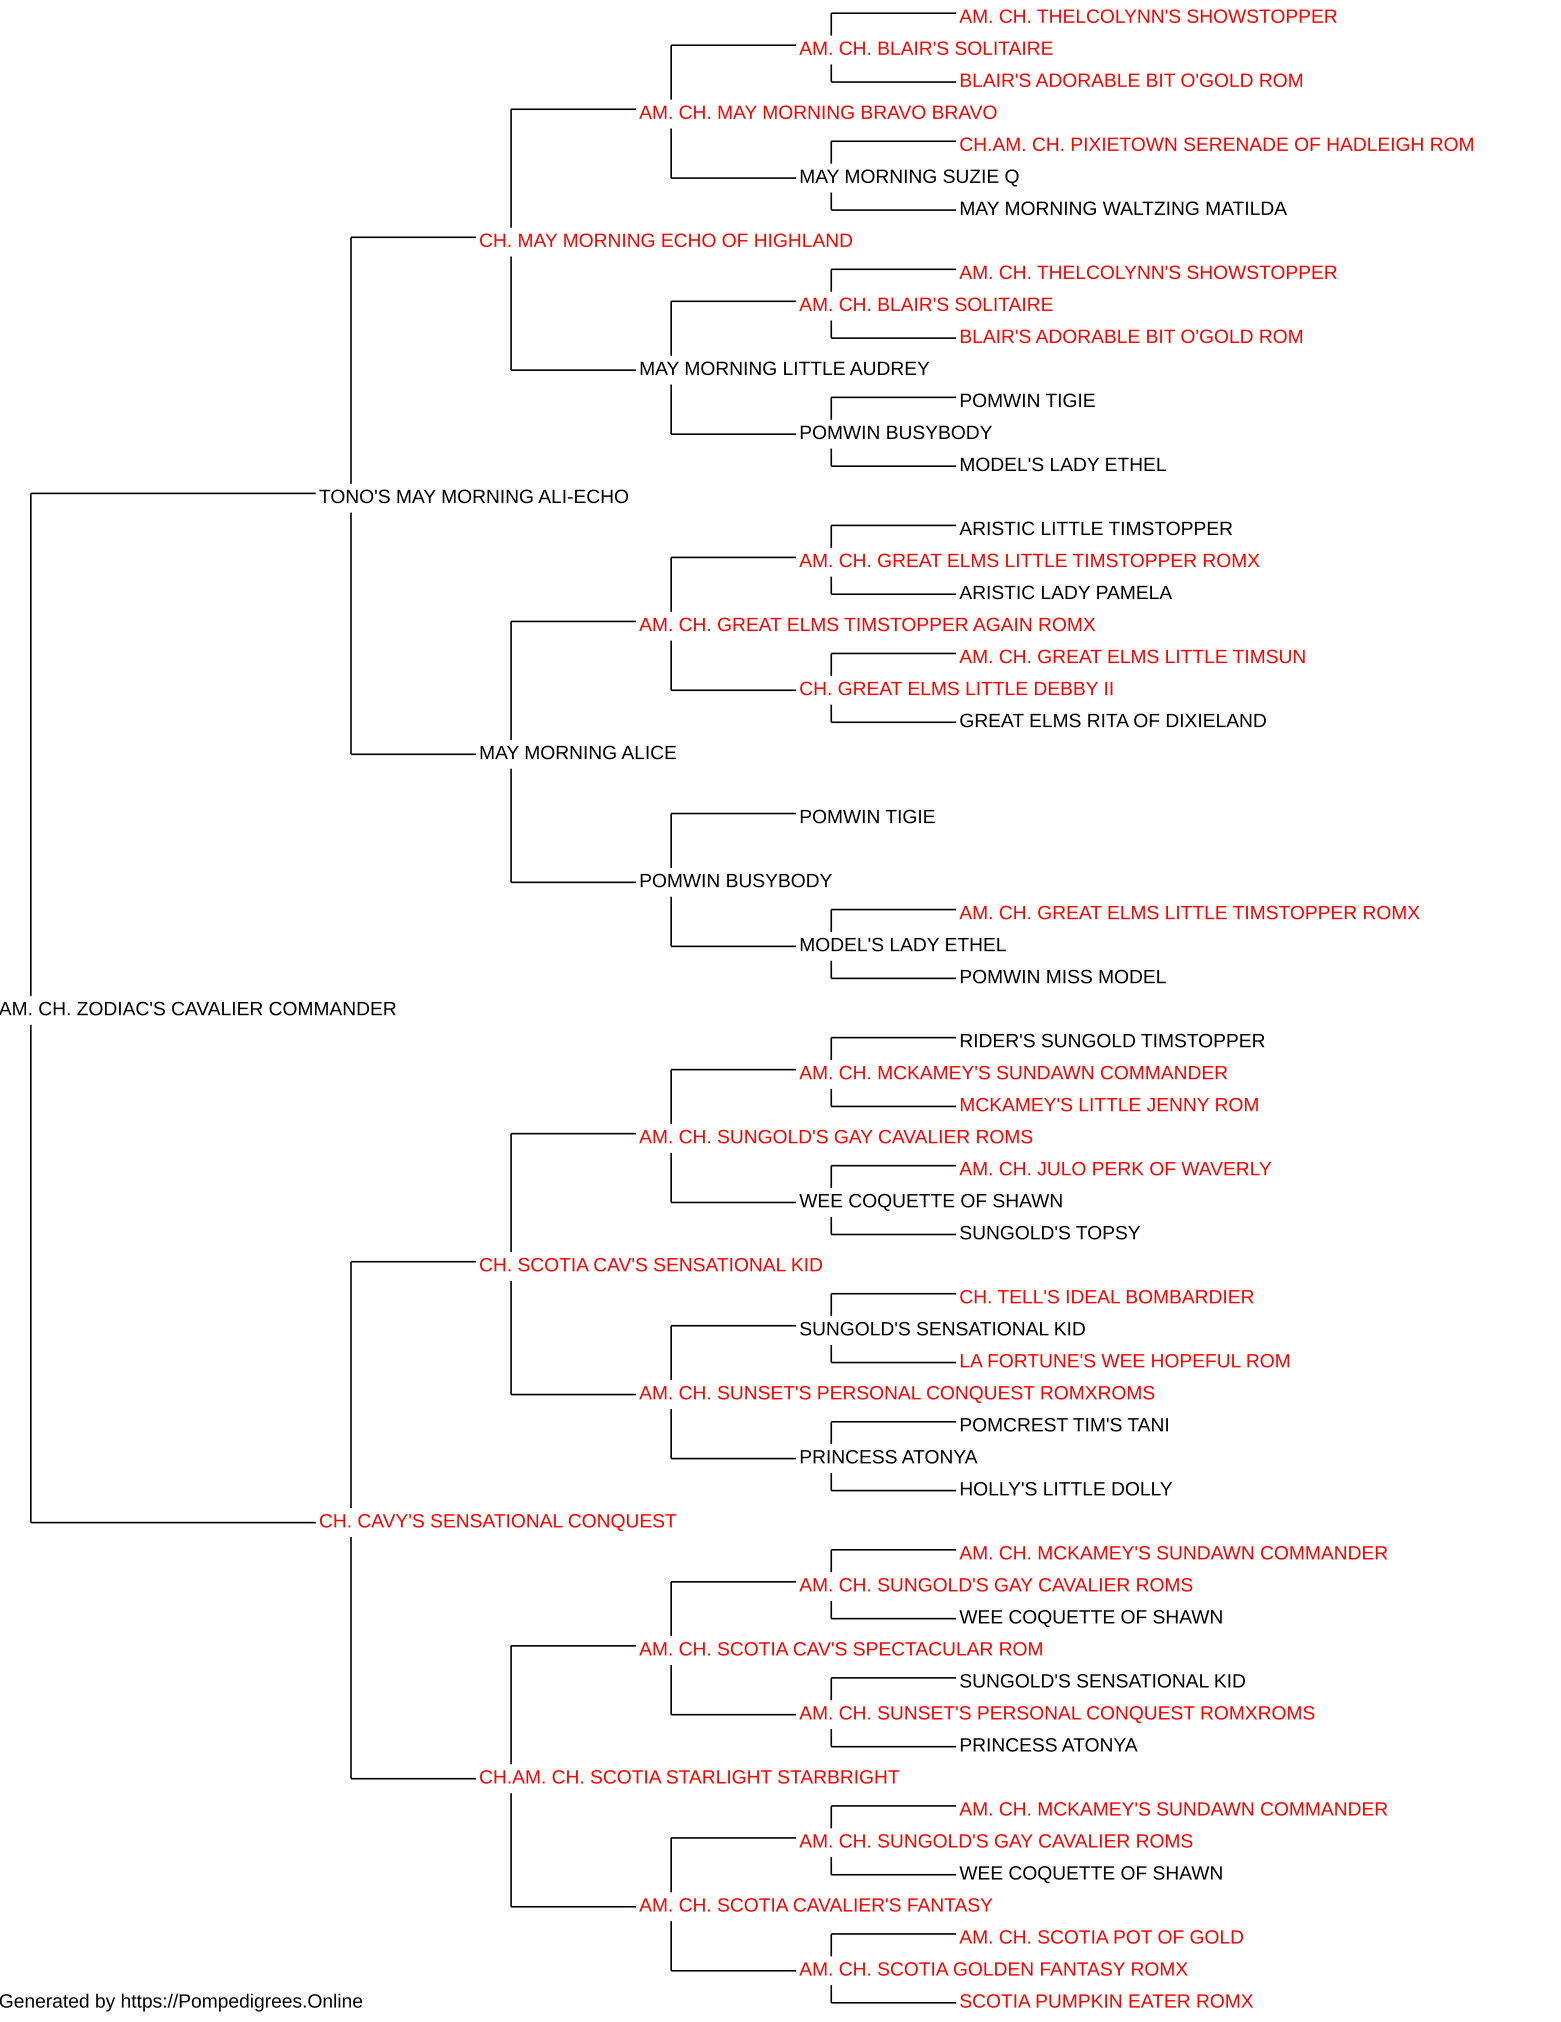 AM. CH. THELCOLYNN'S SHOWSTOPPER
AM. CH. BLAIR'S SOLITAIRE
BLAIR'S ADORABLE BIT O'GOLD ROM
AM. CH. MAY MORNING BRAVO BRAVO
CH.AM. CH. PIXIETOWN SERENADE OF HADLEIGH ROM
MAY MORNING SUZIE Q
MAY MORNING WALTZING MATILDA
CH. MAY MORNING ECHO OF HIGHLAND
AM. CH. THELCOLYNN'S SHOWSTOPPER
AM. CH. BLAIR'S SOLITAIRE
BLAIR'S ADORABLE BIT O'GOLD ROM
MAY MORNING LITTLE AUDREY
POMWIN TIGIE
POMWIN BUSYBODY
MODEL'S LADY ETHEL
TONO'S MAY MORNING ALI-ECHO
ARISTIC LITTLE TIMSTOPPER
AM. CH. GREAT ELMS LITTLE TIMSTOPPER ROMX
ARISTIC LADY PAMELA
AM. CH. GREAT ELMS TIMSTOPPER AGAIN ROMX
AM. CH. GREAT ELMS LITTLE TIMSUN
CH. GREAT ELMS LITTLE DEBBY II
GREAT ELMS RITA OF DIXIELAND
MAY MORNING ALICE
POMWIN TIGIE
POMWIN BUSYBODY
AM. CH. GREAT ELMS LITTLE TIMSTOPPER ROMX
MODEL'S LADY ETHEL
POMWIN MISS MODEL
AM. CH. ZODIAC'S CAVALIER COMMANDER
RIDER'S SUNGOLD TIMSTOPPER
AM. CH. MCKAMEY'S SUNDAWN COMMANDER
MCKAMEY'S LITTLE JENNY ROM
AM. CH. SUNGOLD'S GAY CAVALIER ROMS
AM. CH. JULO PERK OF WAVERLY
WEE COQUETTE OF SHAWN
SUNGOLD'S TOPSY
CH. SCOTIA CAV'S SENSATIONAL KID
CH. TELL'S IDEAL BOMBARDIER
SUNGOLD'S SENSATIONAL KID
LA FORTUNE'S WEE HOPEFUL ROM
AM. CH. SUNSET'S PERSONAL CONQUEST ROMXROMS
POMCREST TIM'S TANI
PRINCESS ATONYA
HOLLY'S LITTLE DOLLY
CH. CAVY'S SENSATIONAL CONQUEST
AM. CH. MCKAMEY'S SUNDAWN COMMANDER
AM. CH. SUNGOLD'S GAY CAVALIER ROMS
WEE COQUETTE OF SHAWN
AM. CH. SCOTIA CAV'S SPECTACULAR ROM
SUNGOLD'S SENSATIONAL KID
AM. CH. SUNSET'S PERSONAL CONQUEST ROMXROMS
PRINCESS ATONYA
CH.AM. CH. SCOTIA STARLIGHT STARBRIGHT
AM. CH. MCKAMEY'S SUNDAWN COMMANDER
AM. CH. SUNGOLD'S GAY CAVALIER ROMS
WEE COQUETTE OF SHAWN
AM. CH. SCOTIA CAVALIER'S FANTASY
AM. CH. SCOTIA POT OF GOLD
AM. CH. SCOTIA GOLDEN FANTASY ROMX
SCOTIA PUMPKIN EATER ROMX
Generated by https://Pompedigrees.Online